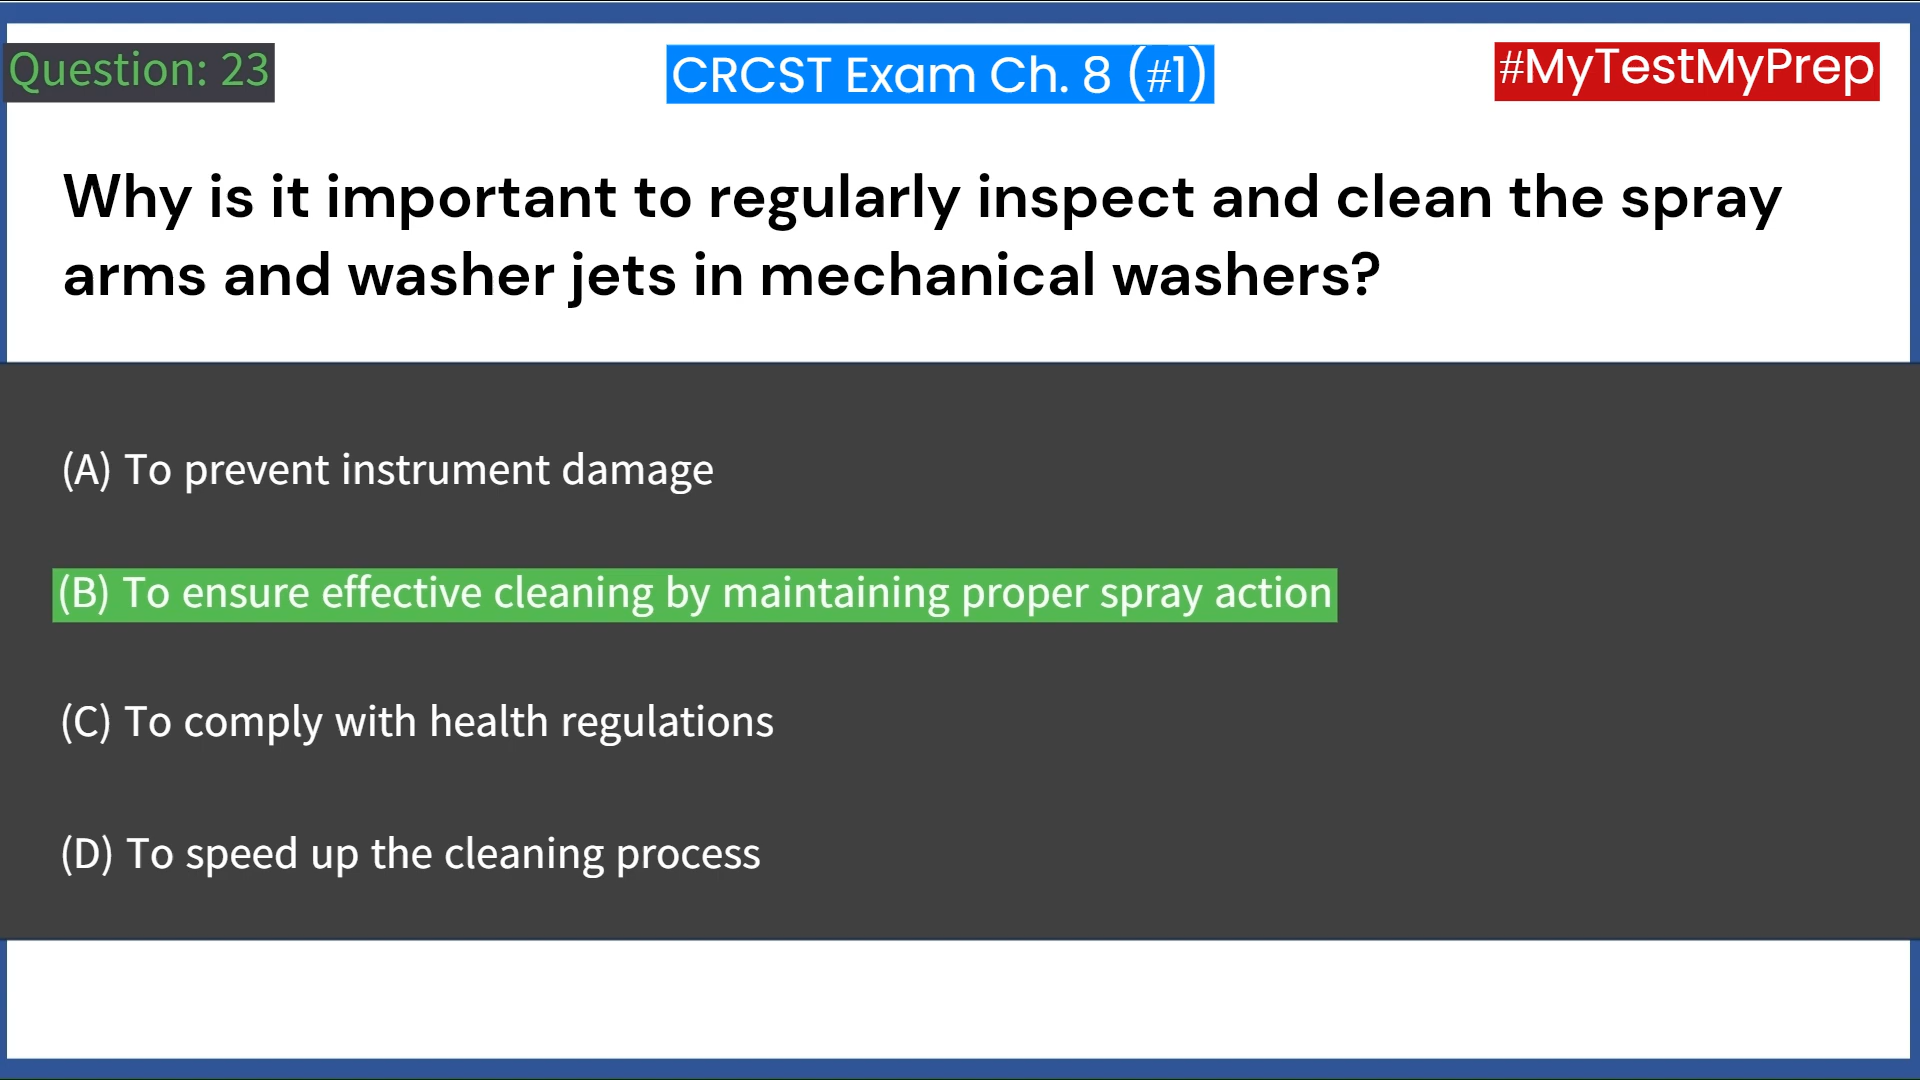 Question: 23
CRCST Exam Ch. 8 (#1)
#MyTestMyPrep
Why is it important to regularly inspect and clean the spray
arms and washer jets in mechanical washers?
(A) To prevent instrument damage
(B) To ensure effective cleaning by maintaining proper spray action
(C) To comply with health regulations
(D) To speed up the cleaning process